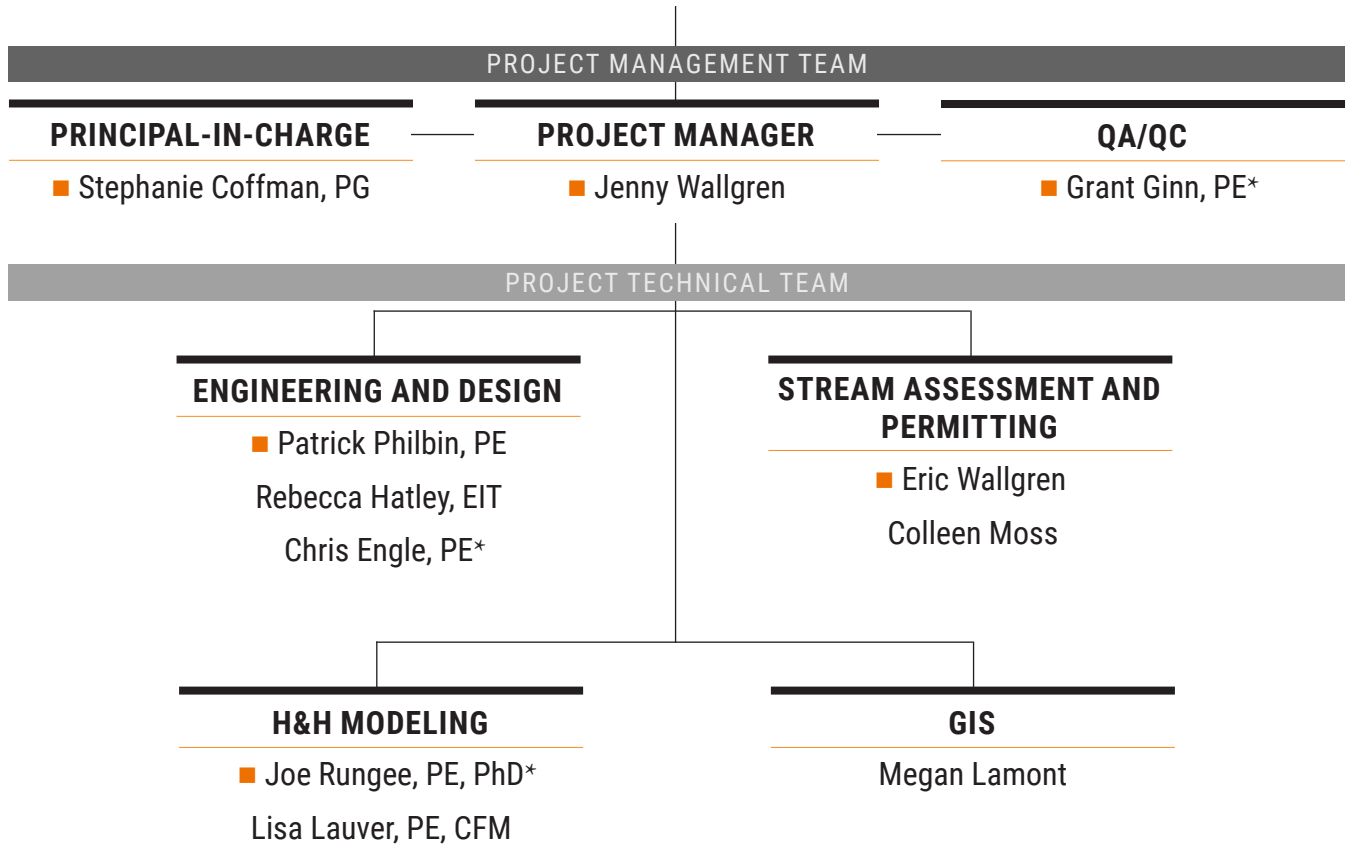 PROJECT MANAGEMENT TEAM
PRINCIPAL-IN-CHARGE
■ Stephanie Coffman, PG
PROJECT MANAGER
■ Jenny Wallgren
QA/QC
■ Grant Ginn, PE*
PROJECT TECHNICAL TEAM
ENGINEERING AND DESIGN
■ Patrick Philbin, PE
Rebecca Hatley, EIT
Chris Engle, PE*
STREAM ASSESSMENT AND
PERMITTING
■ Eric Wallgren
Colleen Moss
H&H MODELING
■ Joe Rungee, PE, PhD*
Lisa Lauver, PE, CFM
GIS
Megan Lamont